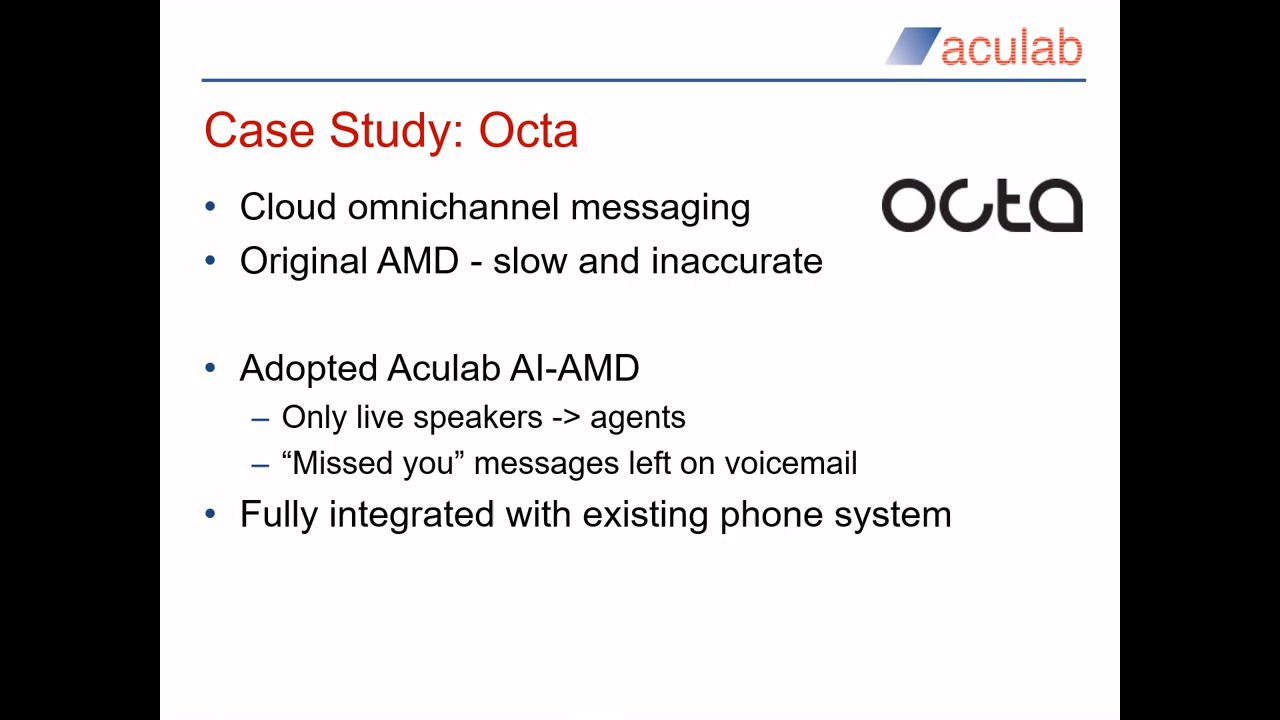 aculab
Case Study: Octa
octa
• Cloud omnichannel messaging
• Original AMD - slow and inaccurate
• Adopted Aculab AI-AMD
– Only live speakers -> agents
– “Missed you” messages left on voicemail
• Fully integrated with existing phone system